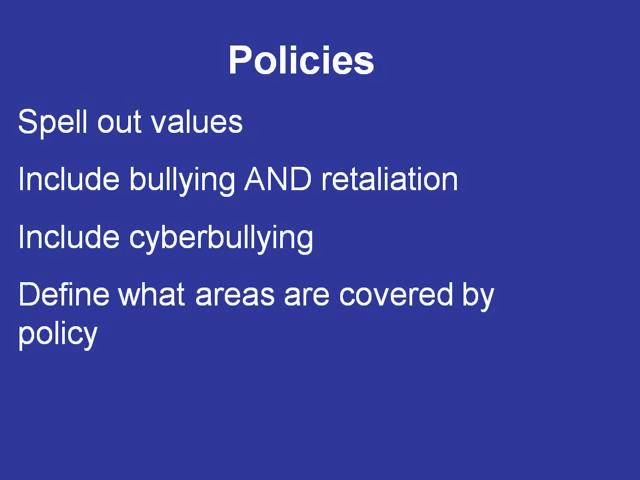 Policies
Spell out values
Include bullying AND retaliation
Include cyberbullying
Define what areas are covered by
policy